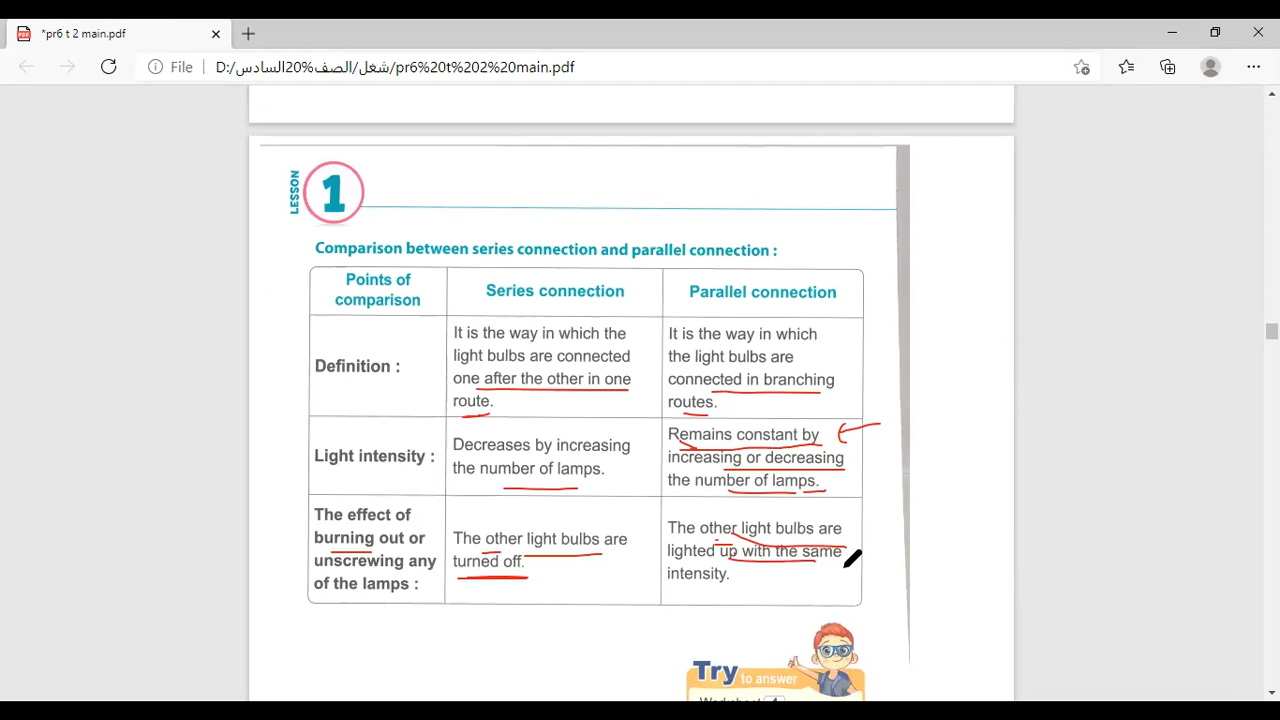 *pr6 t 2 main.pdf
File
D:/شغل/الصف%20السادس/pr6%20t%202%20main.pdf
LESSON
1
Comparison between series connection and parallel connection :
Points of
comparison
Series connection
Parallel connection
Definition :
It is the way in which the
light bulbs are connected
one after the other in one
route.
It is the way in which
the light bulbs are
connected in branching
routes.
Light intensity :
Decreases by increasing
the number of lamps.
Remains constant by
increasing or decreasing
the number of lamps.
The effect of
burning out or
unscrewing any
of the lamps :
The other light bulbs are
turned off.
The other light bulbs are
lighted up with the same
intensity.
Try to answer